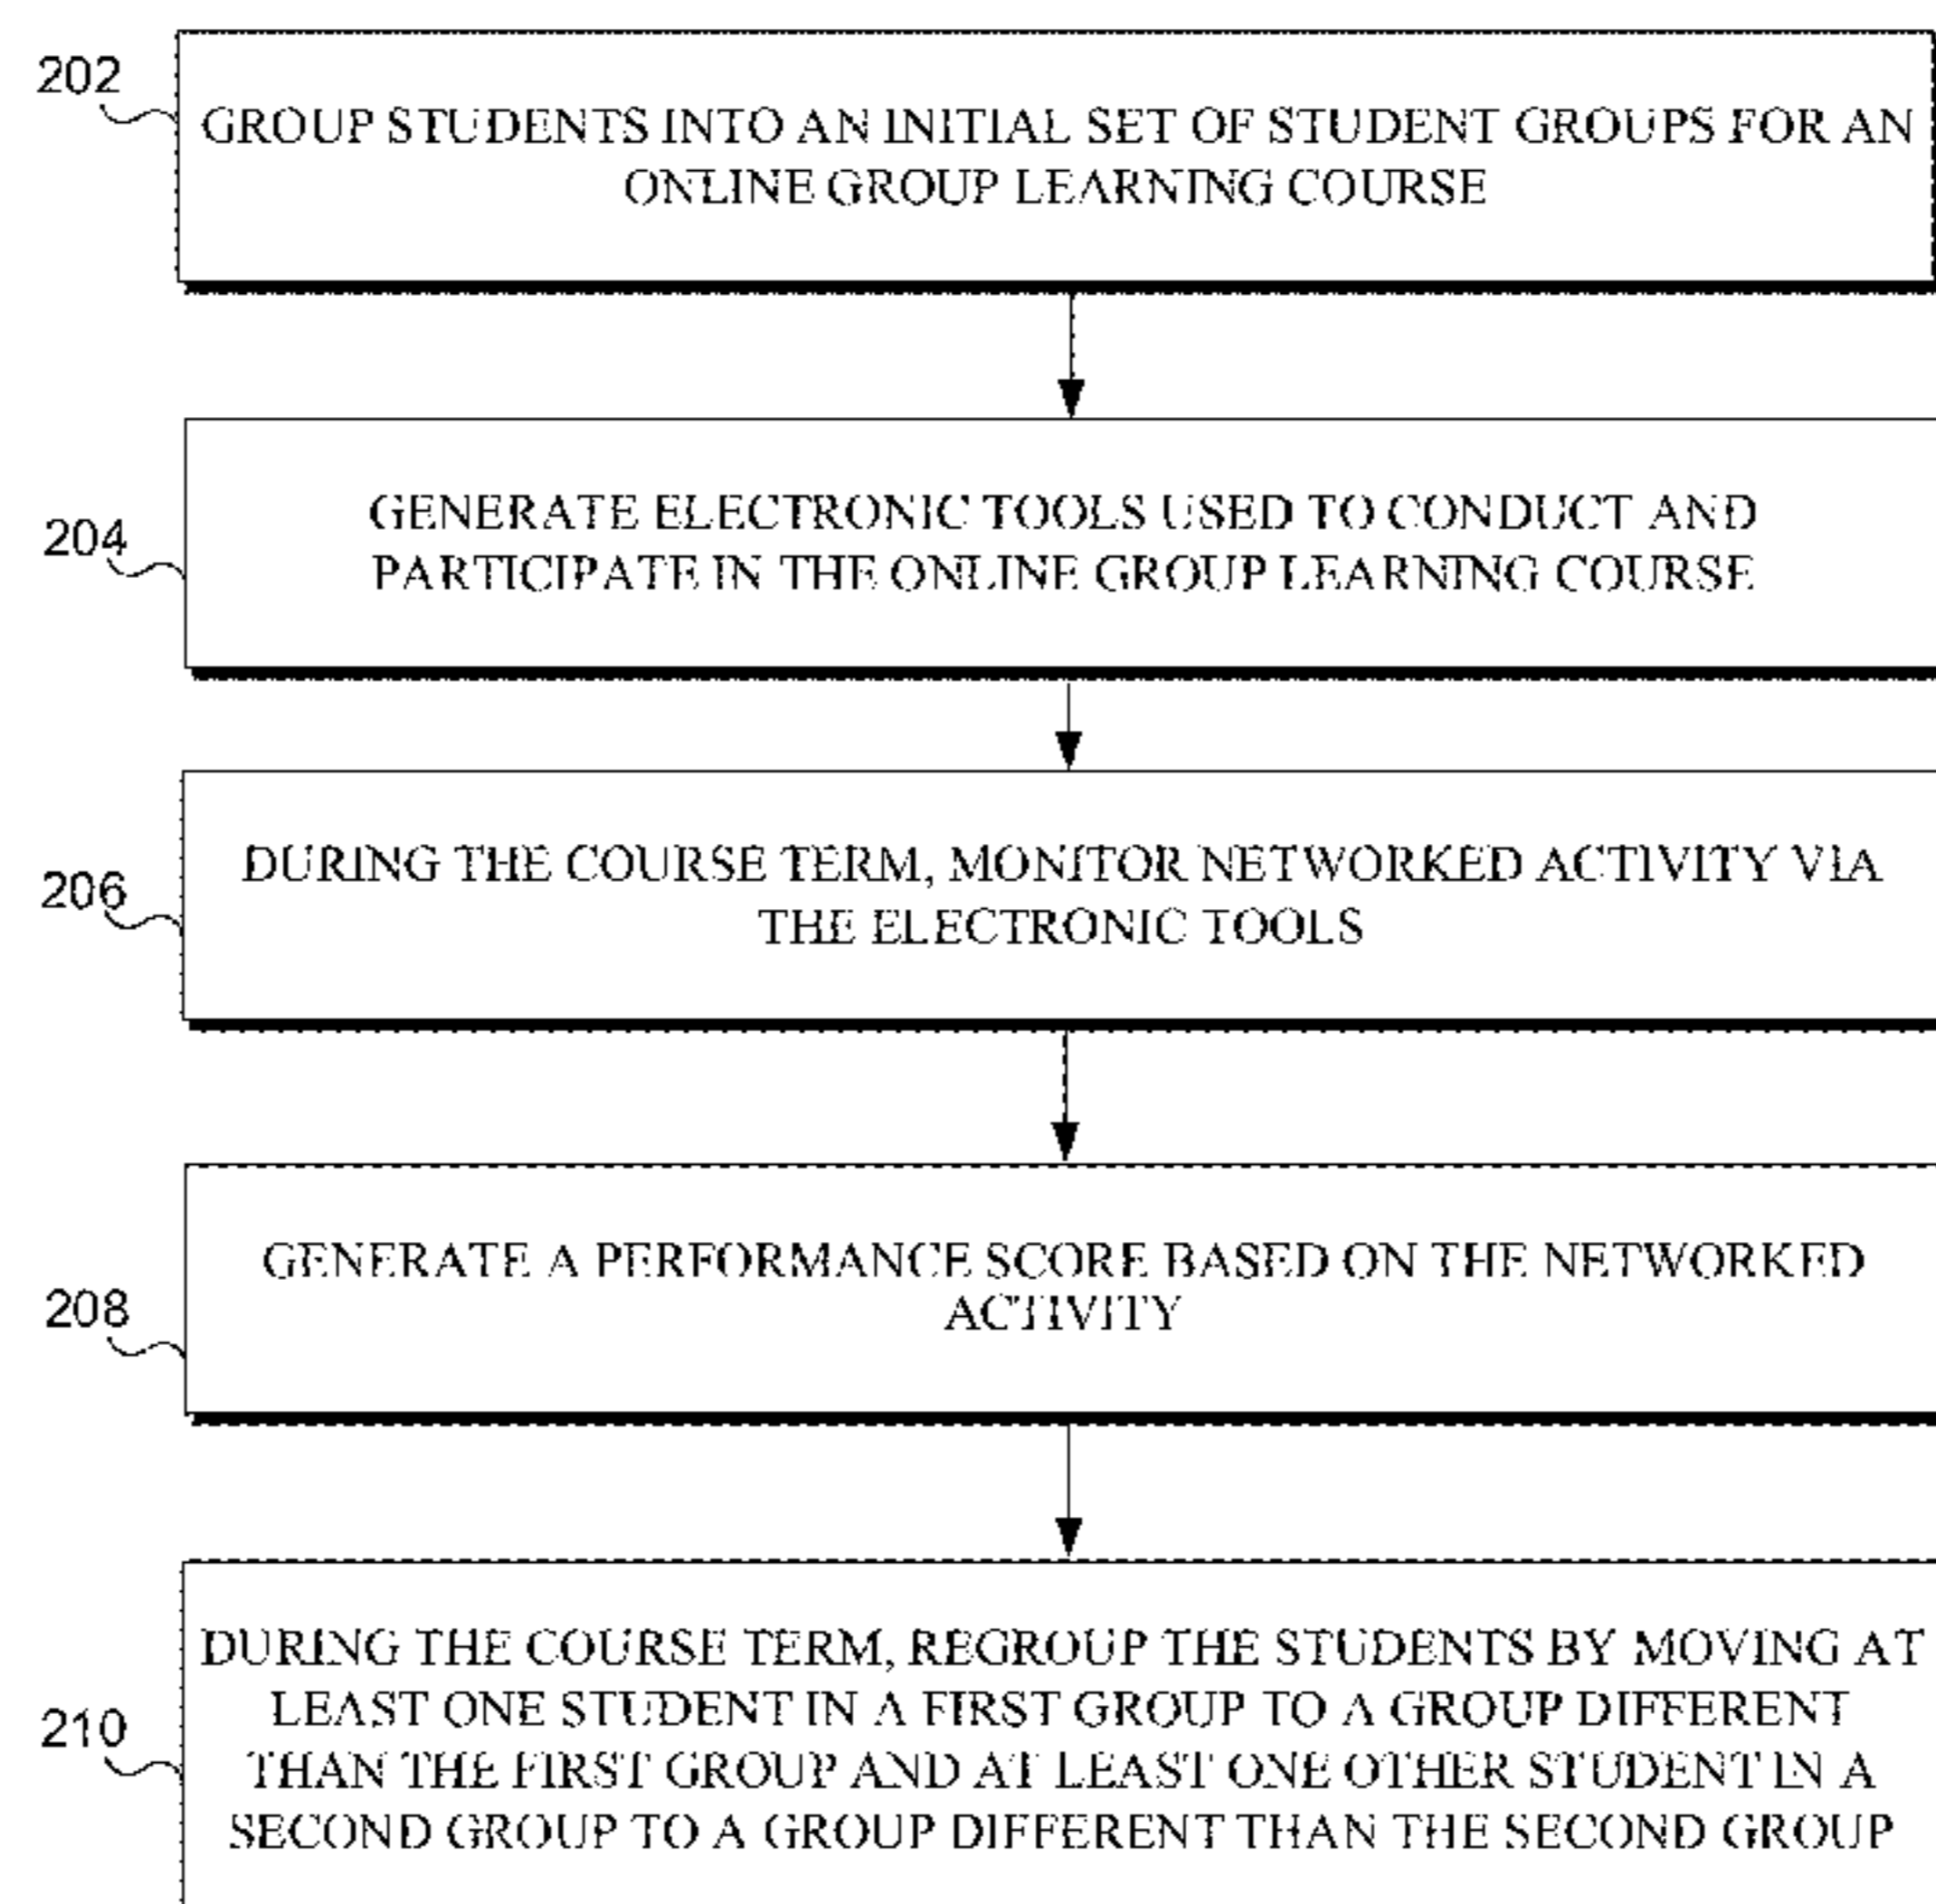 202
GROUP STUDENTS INTO AN INITIAL SET OF STUDENT GROUPS FOR AN
ONLINE GROUP LEARNING COURSE
204
GENERATE ELECTRONIC TOOLS USED TO CONDUCT AND
PARTICIPATE IN THE ONLINE GROUP LEARNING COURSE
206
DURING THE COURSE TERM, MONITOR NETWORKED ACTIVITY VIA
THE ELECTRONIC TOOLS
208
GENERATE A PERFORMANCE SCORE BASED ON THE NETWORKED
ACTIVITY
210
DURING THE COURSE TERM, REGROUP THE STUDENTS BY MOVING AT
LEAST ONE STUDENT IN A FIRST GROUP TO A GROUP DIFFERENT
THAN THE FIRST GROUP AND AT LEAST ONE OTHER STUDENT IN A
SECOND GROUP TO A GROUP DIFFERENT THAN THE SECOND GROUP